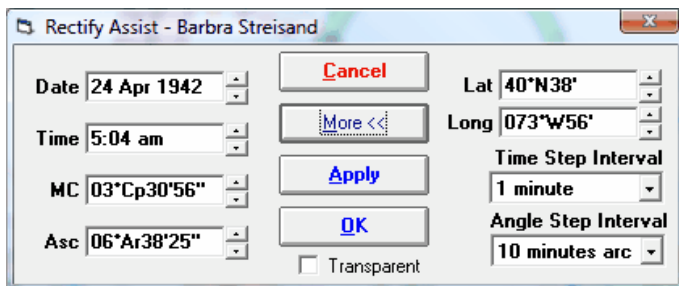 Rectify Assist - Barbra Streisand
Date 24 Apr 1942
Time 5:04 am
MC 03*Cp30'56"
Asc 06*Ar38'25"
Cancel
More <<
Apply
OK
Transparent
Lat 40*N38'
Long 073*W56'
Time Step Interval
1 minute
Angle Step Interval
10 minutes arc